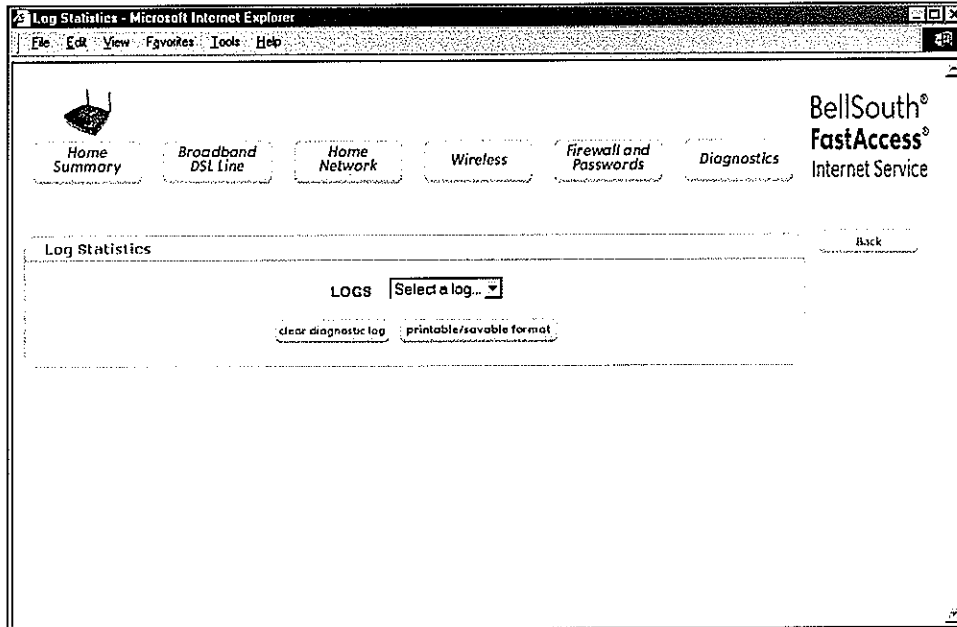 Log Statistics - Microsoft Internet Explorer
File Edit View Favorites Tools Help
BellSouth®
FastAccess®
Internet Service
Home
Summary
Broadband
DSL Line
Home
Network
Wireless
Firewall and
Passwords
Diagnostics
Log Statistics
Back
LOGS Select a log...
clear diagnostic log printable/savable format